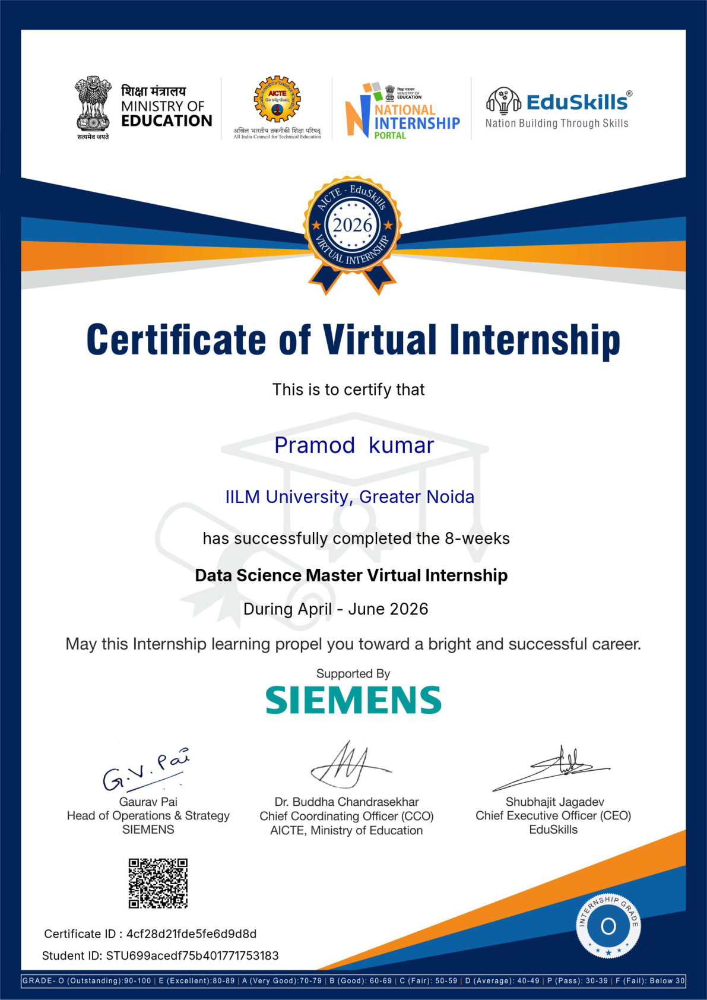 शिक्षा मंत्रालय
MINISTRY OF
EDUCATION
सत्यमेव जयते
All India Council for Technical Education
AICTE
अखिल भारतीय तकनीकी शिक्षा परिषद्
All India Council for Technical Education
शिक्षा मंत्रालय
MINISTRY OF
EDUCATION
NATIONAL
INTERNSHIP
PORTAL
EduSkills®
Nation Building Through Skills
AICTE - EduSkills
2026
VIRTUAL INTERNSHIP
Certificate of Virtual Internship
This is to certify that
Pramod kumar
IILM University, Greater Noida
has successfully completed the 8-weeks
Data Science Master Virtual Internship
During April - June 2026
May this Internship learning propel you toward a bright and successful career.
Supported By
SIEMENS
G.V. Pai
Gaurav Pai
Head of Operations & Strategy
SIEMENS
Dr. Buddha Chandrasekhar
Chief Coordinating Officer (CCO)
AICTE, Ministry of Education
Shubhajit Jagadev
Chief Executive Officer (CEO)
EduSkills
INTERNSHIP GRADE
O
Certificate ID : 4cf28d21fde5fe6d9d8d
Student ID: STU699acedf75b401771753183
GRADE- O (Outstanding):90-100 | E (Excellent):80-89 | A (Very Good):70-79 | B (Good): 60-69 | C (Fair): 50-59 | D (Average): 40-49 | P (Pass): 30-39 | F (Fail): Below 30